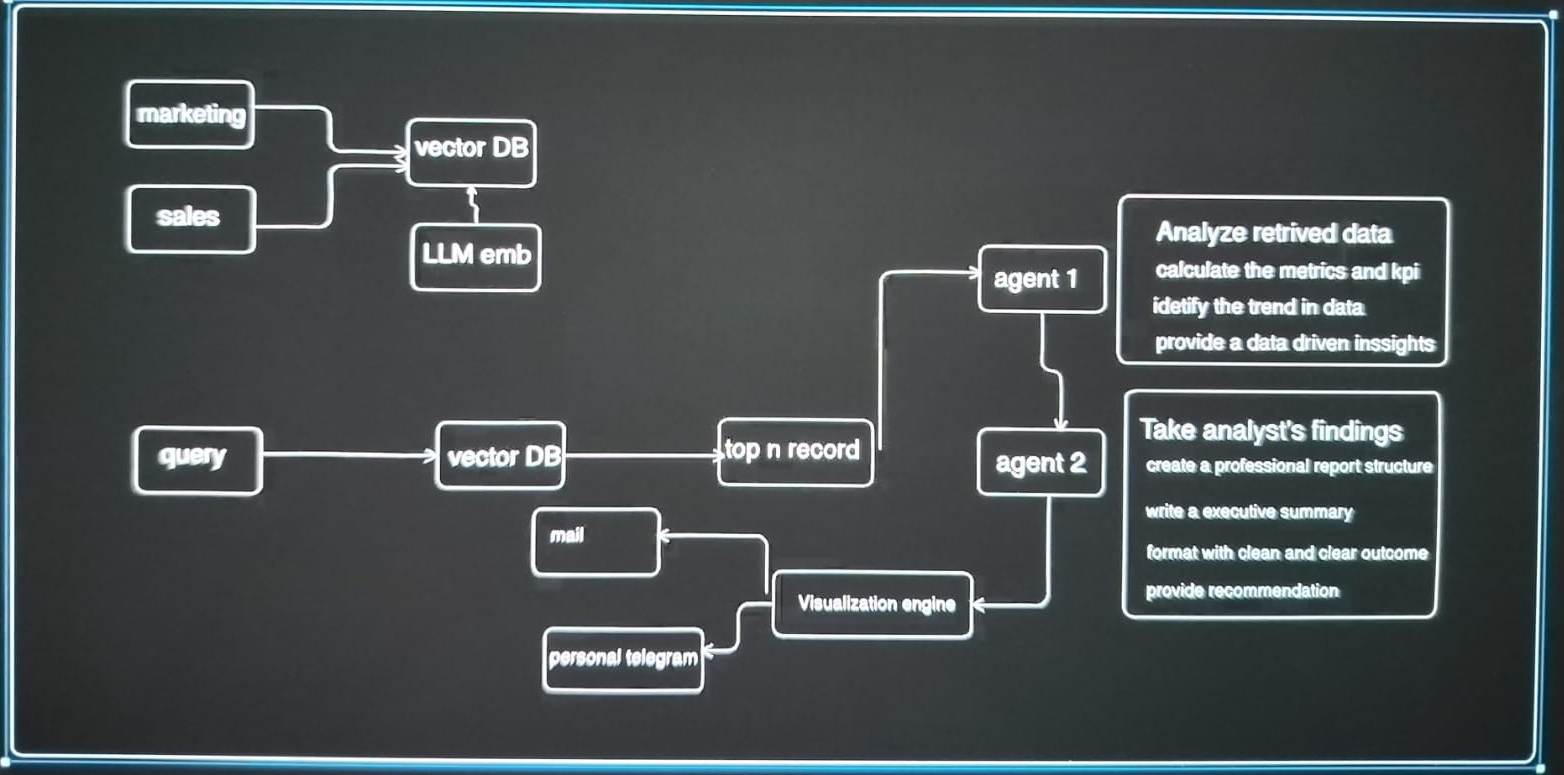 marketing
vector DB
sales
LLM emb
agent 1
Analyze retrived data
calculate the metrics and kpi
idetify the trend in data
provide a data driven inssights
query
vector DB
top n record
agent 2
Take analyst's findings
create a professional report structure
write a executive summary
format with clean and clear outcome
provide recommendation
mail
Visualization engine
personal telegram